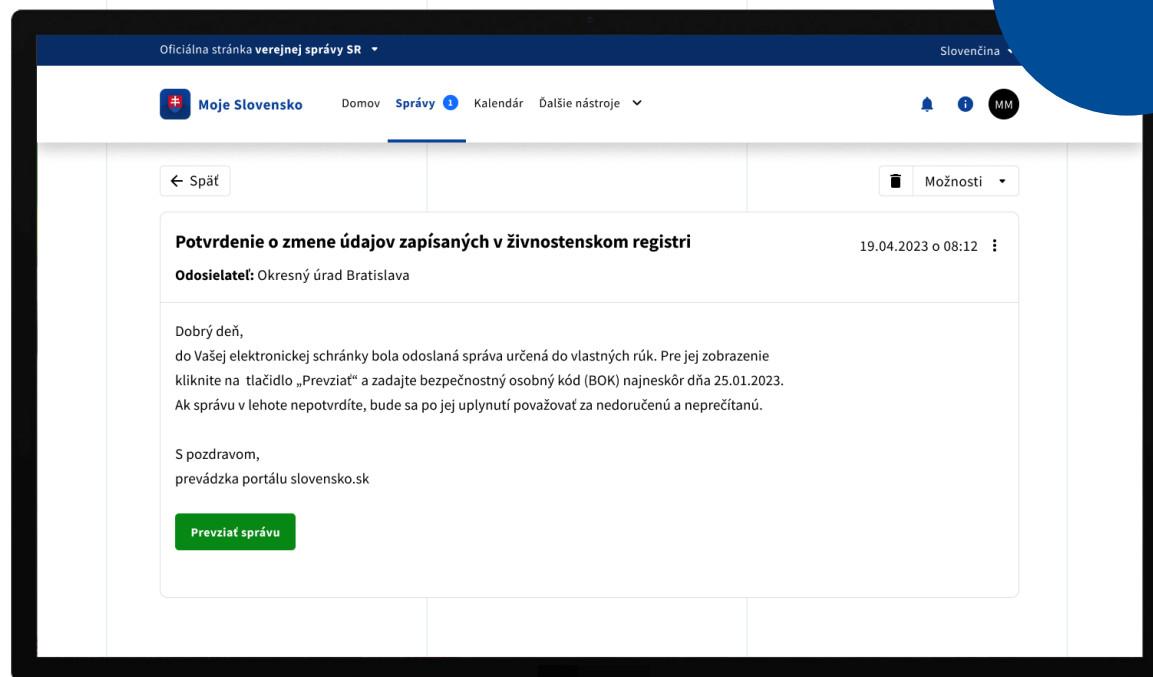 Oficiálna stránka verejnej správy SR
Slovenčina
Moje Slovensko
Domov
Správy 1
Kalendár
Ďalšie nástroje
MM
Späť
Možnosti
Potvrdenie o zmene údajov zapísaných v živnostenskom registri
19.04.2023 o 08:12
Odosielateľ: Okresný úrad Bratislava
Dobrý deň,
do Vašej elektronickej schránky bola odoslaná správa určená do vlastných rúk. Pre jej zobrazenie
kliknite na tlačidlo „Prevziať“ a zadajte bezpečnostný osobný kód (BOK) najneskôr dňa 25.01.2023.
Ak správu v lehote nepotvrdíte, bude sa po jej uplynutí považovať za nedoručenú a neprečítanú.
S pozdravom,
prevádzka portálu slovensko.sk
Prevziať správu